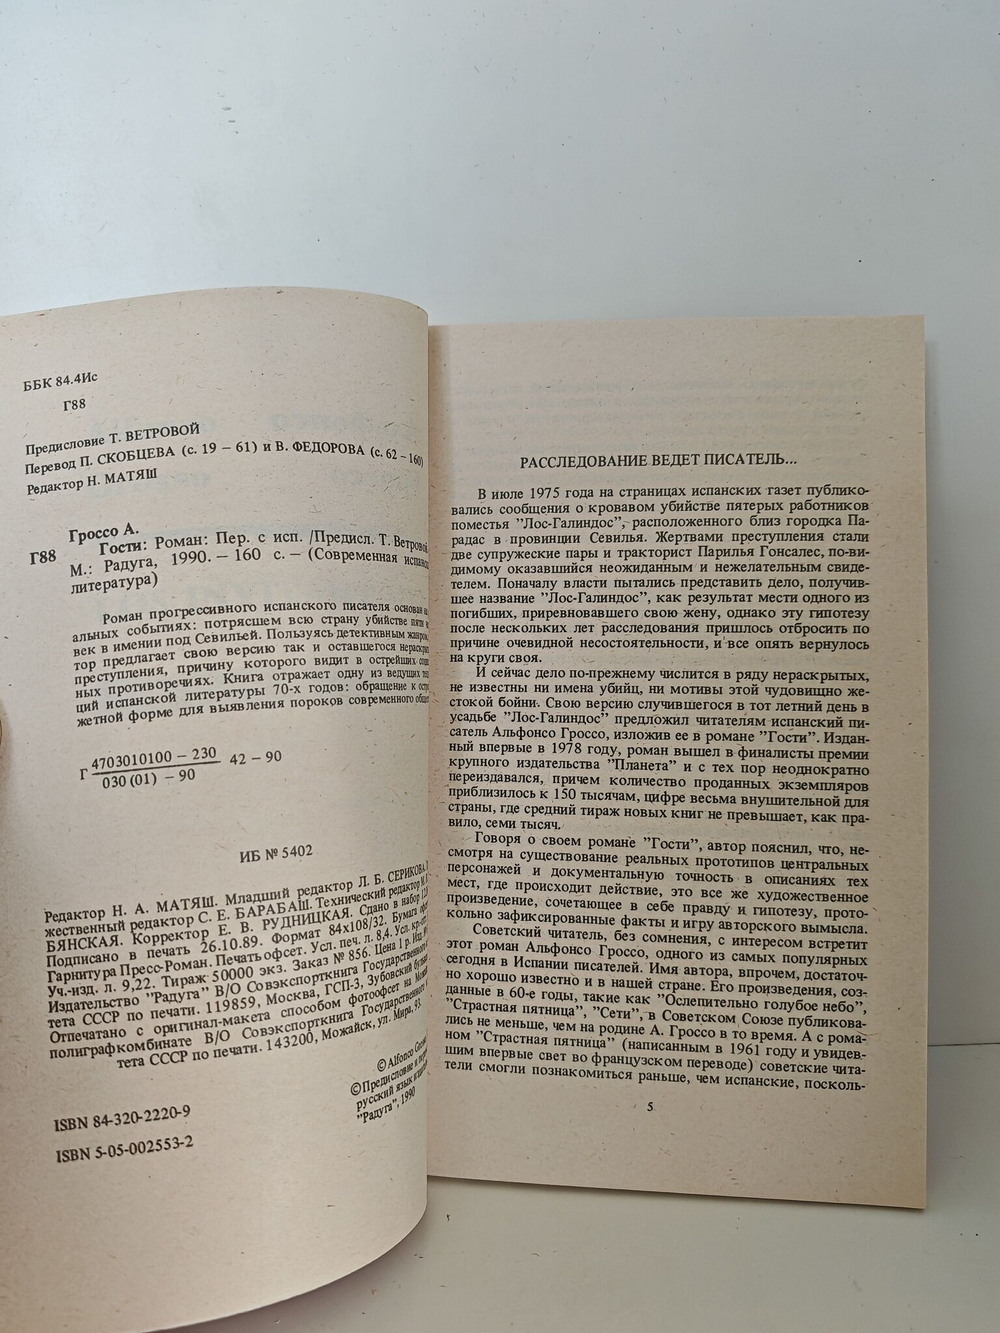 ББК 84.4Ис
Г88
Предисловие Т. ВЕТРОВОЙ
Перевод П. СКОБЦЕВА (с. 19 – 61) и В. ФЕДОРОВА (с. 62 – 160)
Редактор Н. МАТЯШ
Гроссо А.
Г88 Гости: Роман: Пер. с исп. /Предисл. Т. Ветровой
М.: Радуга, 1990. – 160 с. – (Современная
литература)
Роман прогрессивного испанского писателя основан
альных событиях: потрясшем всю страну убийстве пяти
век в имении под Севильей. Пользуясь детективным жанром,
тор предлагает свою версию так и оставшегося
преступления, причину которого видит в острейших
ных противоречиях. Книга отражает одну из ведущих
ций испанской литературы 70-х годов: обращение к
жетной форме для выявления пороков современного
Г 4703010100 – 230 42 – 90
030(01) – 90
ИБ № 5402
Редактор Н. А. МАТЯШ. Младший редактор Л. Б. СЕРИКОВА.
жественный редактор С. Е. БАРАБАШ. Технический редактор
БЯНСКАЯ. Корректор Е. В. РУДНИЦКАЯ. Сдано в набор
Подписано в печать 26.10.89. Формат 84х108/32. Бумага
Гарнитура Пресс-Роман. Печать офсет. Усл. печ. л. 8,4. Усл.
Уч.-изд. л. 9,22. Тираж 50000 экз. Заказ № 856. Цена 1 р.
Издательство "Радуга" В/О Совэкспорткнига Государственного
тета СССР по печати. 119859, Москва, ГСП-3, Зубовский
Отпечатано с оригинал-макета способом фотоофсет на
полиграфкомбинате В/О Совэкспорткнига Государственного
тета СССР по печати. 143200, Можайск, ул. Мира, 93.
© Alfonso
© Предисловие и
русский язык
"Радуга", 1990
ISBN 84-320-2220-9
ISBN 5-05-002553-2
РАССЛЕДОВАНИЕ ВЕДЕТ ПИСАТЕЛЬ...
В июле 1975 года на страницах испанских газет публико-
вались сообщения о кровавом убийстве пятерых работников
поместья "Лос-Галиндос", расположенного близ городка Па-
радас в провинции Севилья. Жертвами преступления стали
две супружеские пары и тракторист Парилья Гонсалес, по-ви-
димому оказавшийся неожиданным и нежелательным свиде-
телем. Поначалу власти пытались представить дело, получив-
шее название "Лос-Галиндос", как результат мести одного из
погибших, приревновавшего свою жену, однако эту гипотезу
после нескольких лет расследования пришлось отбросить по
причине очевидной несостоятельности, и все опять вернулось
на круги своя.
И сейчас дело по-прежнему числится в ряду нераскрытых,
не известны ни имена убийц, ни мотивы этой чудовищно же-
стокой бойни. Свою версию случившегося в тот летний день в
усадьбе "Лос-Галиндос" предложил читателям испанский пи-
сатель Альфонсо Гроссо, изложив ее в романе "Гости". Издан-
ный впервые в 1978 году, роман вышел в финалисты премии
крупного издательства "Планета" и с тех пор неоднократно
переиздавался, причем количество проданных экземпляров
приблизилось к 150 тысячам, цифре весьма внушительной для
страны, где средний тираж новых книг не превышает, как пра-
вило, семи тысяч.
Говоря о своем романе "Гости", автор пояснил, что, не-
смотря на существование реальных прототипов центральных
персонажей и документальную точность в описаниях тех
мест, где происходит действие, это все же художественное
произведение, сочетающее в себе правду и гипотезу, прото-
кольно зафиксированные факты и игру авторского вымысла.
Советский читатель, без сомнения, с интересом встретит
этот роман Альфонсо Гроссо, одного из самых популярных
сегодня в Испании писателей. Имя автора, впрочем, достаточ-
но хорошо известно и в нашей стране. Его произведения, соз-
данные в 60-е годы, такие как "Ослепительно голубое небо",
"Страстная пятница", "Сети", в Советском Союзе публикова-
лись не меньше, чем на родине А. Гроссо в то время. А с рома-
ном "Страстная пятница" (написанным в 1961 году и увидев-
шим впервые свет во французском переводе) советские чита-
тели смогли познакомиться раньше, чем испанские, посколь-
5